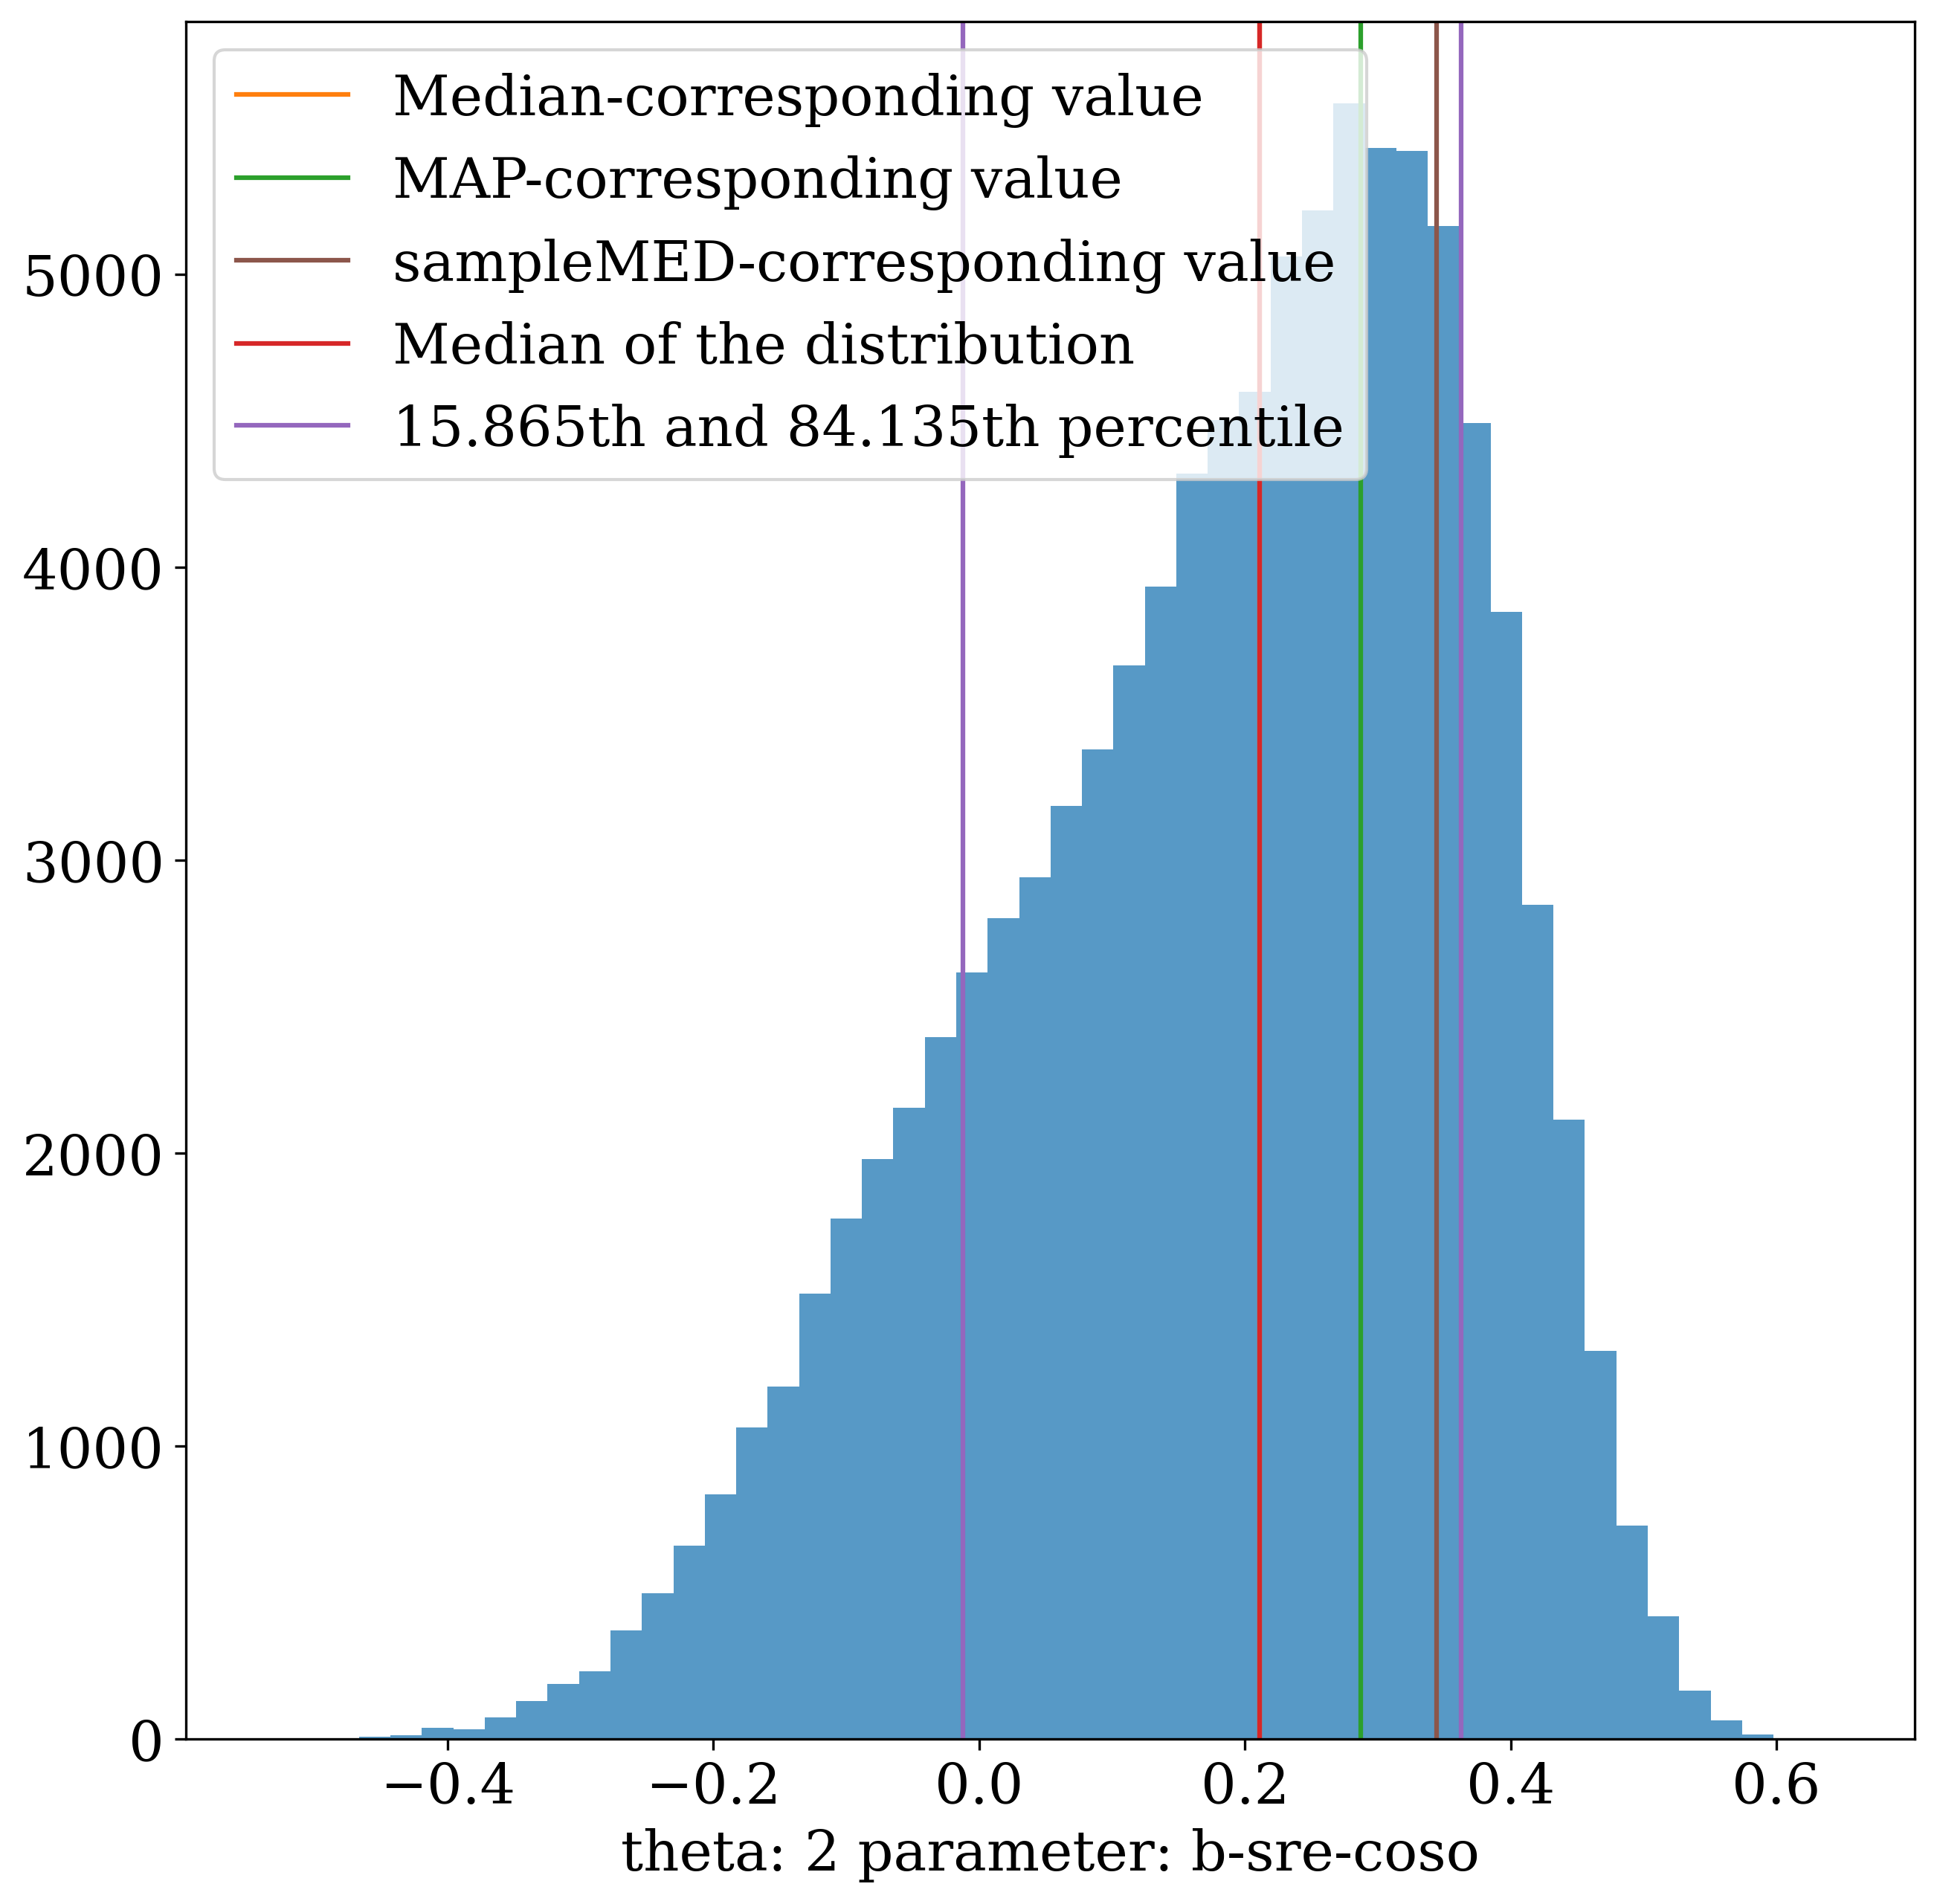 Median-corresponding value
MAP-corresponding value
sampleMED-corresponding value
Median of the distribution
15.865th and 84.135th percentile
5000
4000
3000
2000
1000
0
−0.4 −0.2 0.0 0.2 0.4 0.6
theta: 2 parameter: b-sre-coso